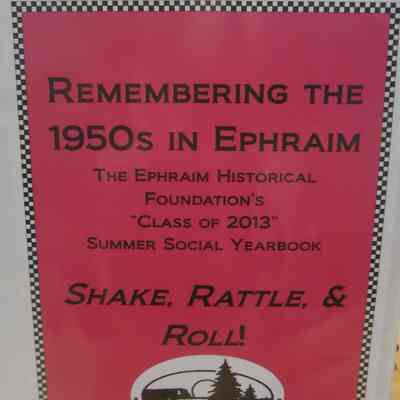 REMEMBERING THE
1950S IN EPHRAIM
THE EPHRAIM HISTORICAL
FOUNDATION'S
"CLASS OF 2013"
SUMMER SOCIAL YEARBOOK
SHAKE, RATTLE, &
ROLL!